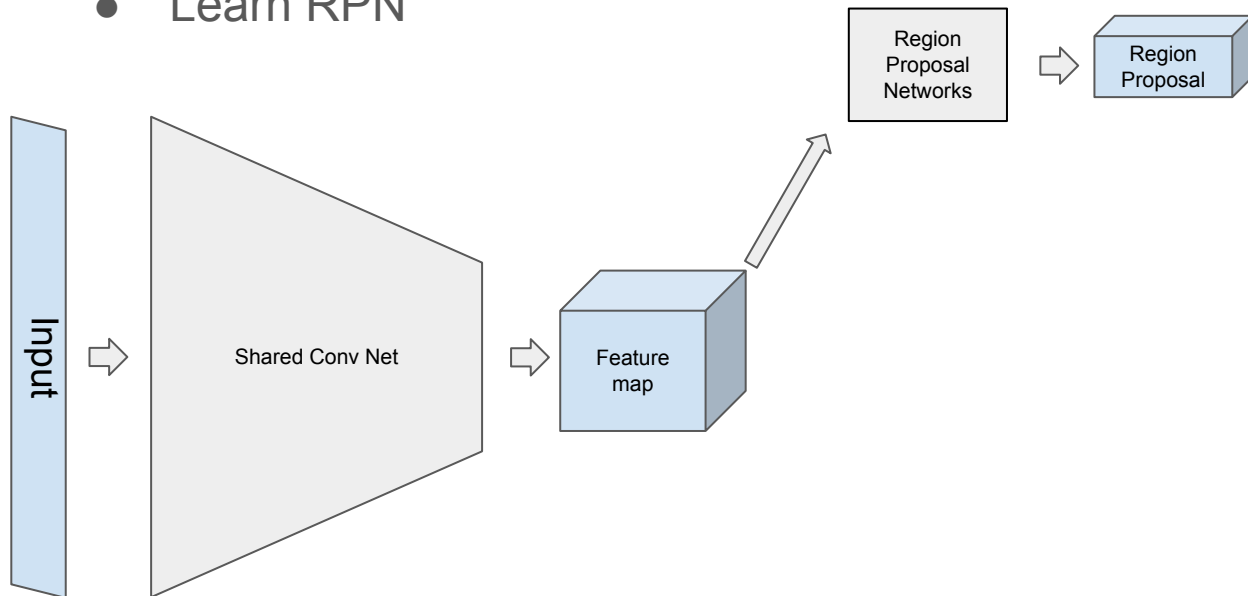 ● Learn RPN
Region
Proposal
Networks
Region
Proposal
Input
Shared Conv Net
Feature
map